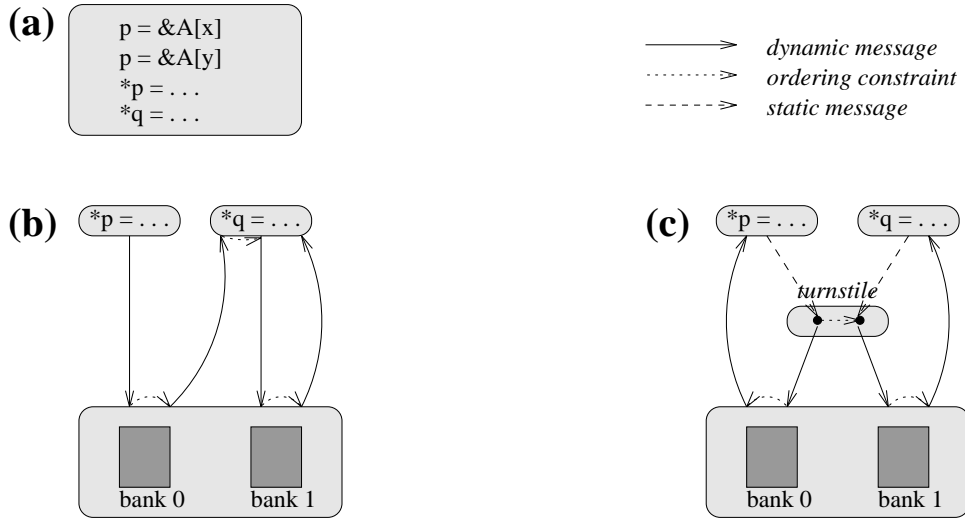 (a)
p = &A[x]
p = &A[y]
*p = . . .
*q = . . .
dynamic message
ordering constraint
static message
(b)
*p = . . .
*q = . . .
bank 0
bank 1
(c)
*p = . . .
*q = . . .
turnstile
bank 0
bank 1